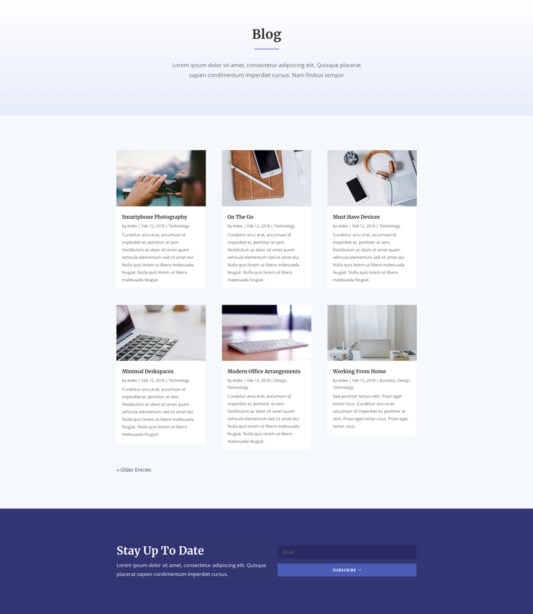 Blog
Lorem ipsum dolor sit amet, consectetur adipiscing elit. Quisque placerat
sapien condimentum imperdiet cursus. Nam finibus tempor
Smartphone Photography
by etdev | Feb 12, 2018 | Technology
Curabitur arcu erat, accumsan id
imperdiet et, porttitor at sem.
Vestibulum ac diam sit amet quam
vehicula elementum sed sit amet dui.
Nulla quis lorem ut libero malesuada
feugiat. Nulla quis lorem ut libero
malesuada feugiat.
On The Go
by etdev | Feb 12, 2018 | Technology
Curabitur arcu erat, accumsan id
imperdiet et, porttitor at sem.
Vestibulum ac diam sit amet quam
vehicula elementum sed sit amet dui.
Nulla quis lorem ut libero malesuada
feugiat. Nulla quis lorem ut libero
malesuada feugiat.
Must Have Devices
by etdev | Feb 12, 2018 | Technology
Curabitur arcu erat, accumsan id
imperdiet et, porttitor at sem.
Vestibulum ac diam sit amet quam
vehicula elementum sed sit amet dui.
Nulla quis lorem ut libero malesuada
feugiat. Nulla quis lorem ut libero
malesuada feugiat.
Minimal Deskspaces
by etdev | Feb 12, 2018 | Technology
Curabitur arcu erat, accumsan id
imperdiet et, porttitor at sem.
Vestibulum ac diam sit amet quam
vehicula elementum sed sit amet dui.
Nulla quis lorem ut libero malesuada
feugiat. Nulla quis lorem ut libero
malesuada feugiat.
Modern Office Arrangements
by etdev | Feb 12, 2018 | Design,
Technology
Curabitur arcu erat, accumsan id
imperdiet et, porttitor at sem.
Vestibulum ac diam sit amet quam
vehicula elementum sed sit amet dui.
Nulla quis lorem ut libero malesuada
feugiat. Nulla quis lorem ut libero
malesuada feugiat.
Working From Home
by etdev | Feb 12, 2018 | Business, Design,
Technology
Sed porttitor lectus nibh. Proin eget
tortor risus. Curabitur arcu erat,
accumsan id imperdiet et, porttitor at
sem. Proin eget tortor risus. Proin eget
tortor risus.
« Older Entries
Stay Up To Date
Lorem ipsum dolor sit amet, consectetur adipiscing elit. Quisque
placerat sapien condimentum imperdiet cursus.
Email
SUBSCRIBE →